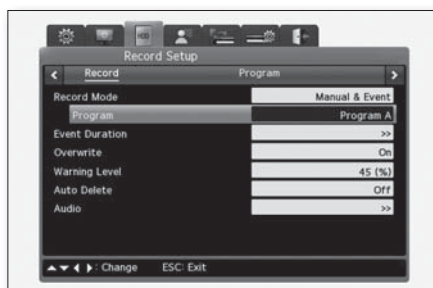 HDD
Record Setup
Record Program
Record Mode Manual & Event
Program Program A
Event Duration >>
Overwrite On
Warning Level 45 (%)
Auto Delete Off
Audio >>
: Change ESC: Exit